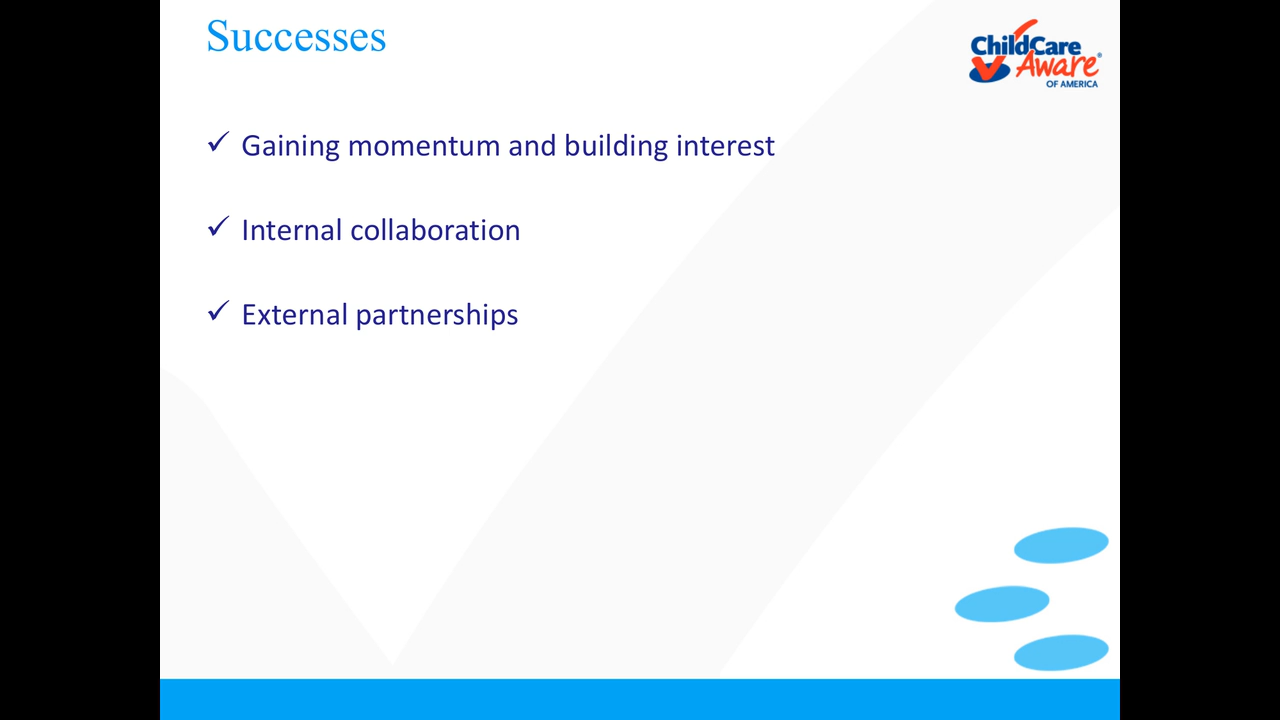 Successes
ChildCare
Aware®
OF AMERICA
✓ Gaining momentum and building interest
✓ Internal collaboration
✓ External partnerships